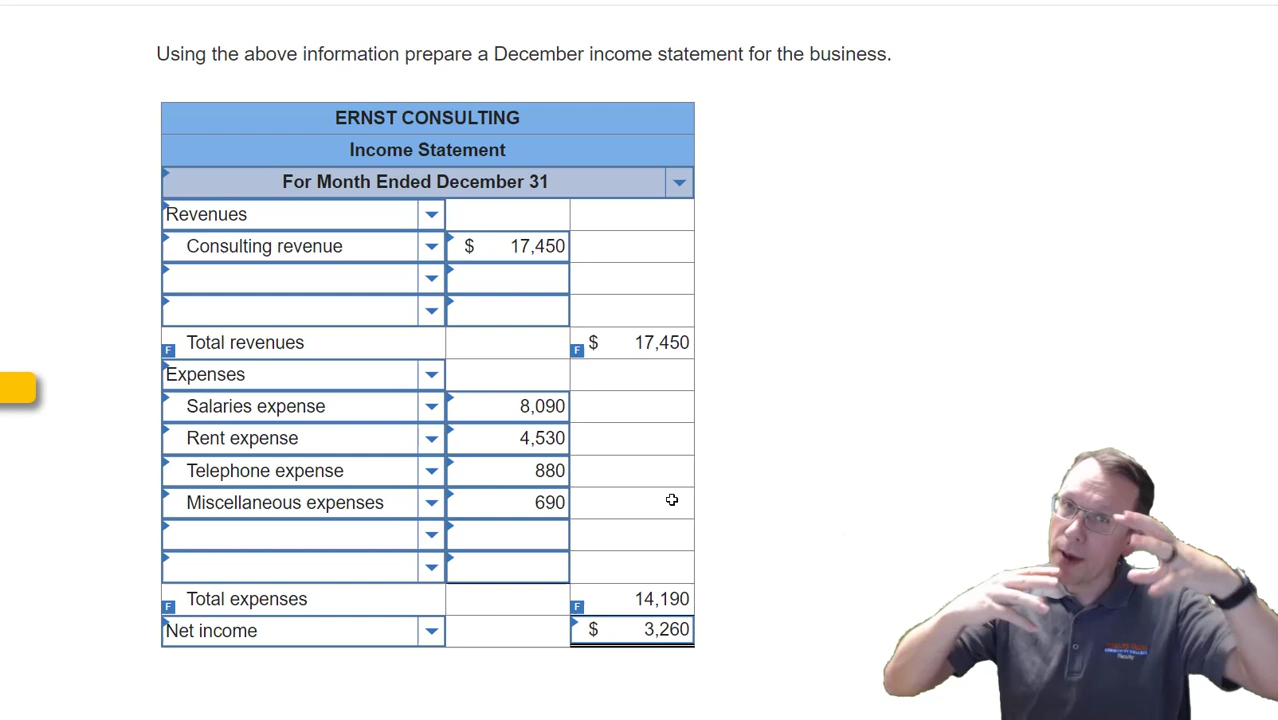 Using the above information prepare a December income statement for the business.
ERNST CONSULTING
Income Statement
For Month Ended December 31
Revenues
Consulting revenue $ 17,450
F Total revenues F $ 17,450
Expenses
Salaries expense 8,090
Rent expense 4,530
Telephone expense 880
Miscellaneous expenses 690
F Total expenses F 14,190
Net income $ 3,260